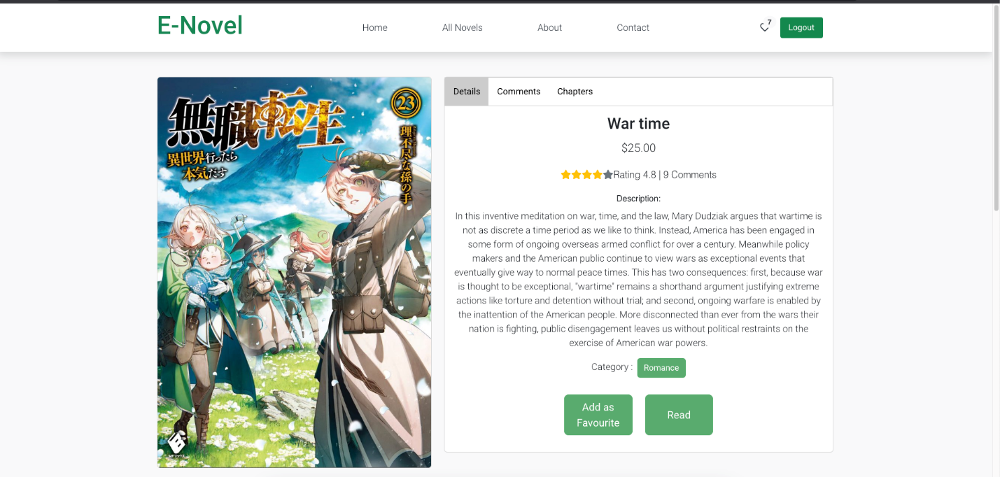 E-Novel
Home
All Novels
About
Contact
7
Logout
無職転生
異世界行ったら
本気だす
23
理不尽な孫の手
MFブックス
Details
Comments
Chapters
War time
$25.00
Rating 4.8 | 9 Comments
Description:
In this inventive meditation on war, time, and the law, Mary Dudziak argues that wartime is
not as discrete a time period as we like to think. Instead, America has been engaged in
some form of ongoing overseas armed conflict for over a century. Meanwhile policy
makers and the American public continue to view wars as exceptional events that
eventually give way to normal peace times. This has two consequences: first, because war
is thought to be exceptional, "wartime" remains a shorthand argument justifying extreme
actions like torture and detention without trial; and second, ongoing warfare is enabled by
the inattention of the American people. More disconnected than ever from the wars their
nation is fighting, public disengagement leaves us without political restraints on the
exercise of American war powers.
Category :
Romance
Add as
Favourite
Read